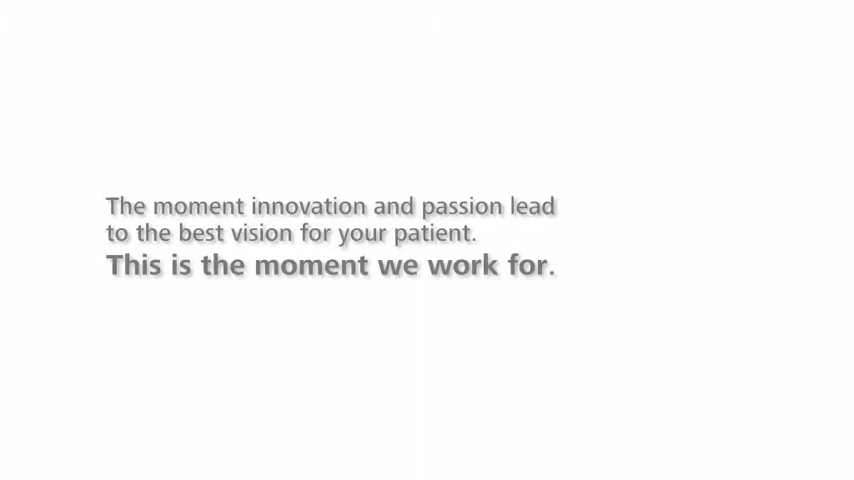 The moment innovation and passion lead
to the best vision for your patient.
This is the moment we work for.